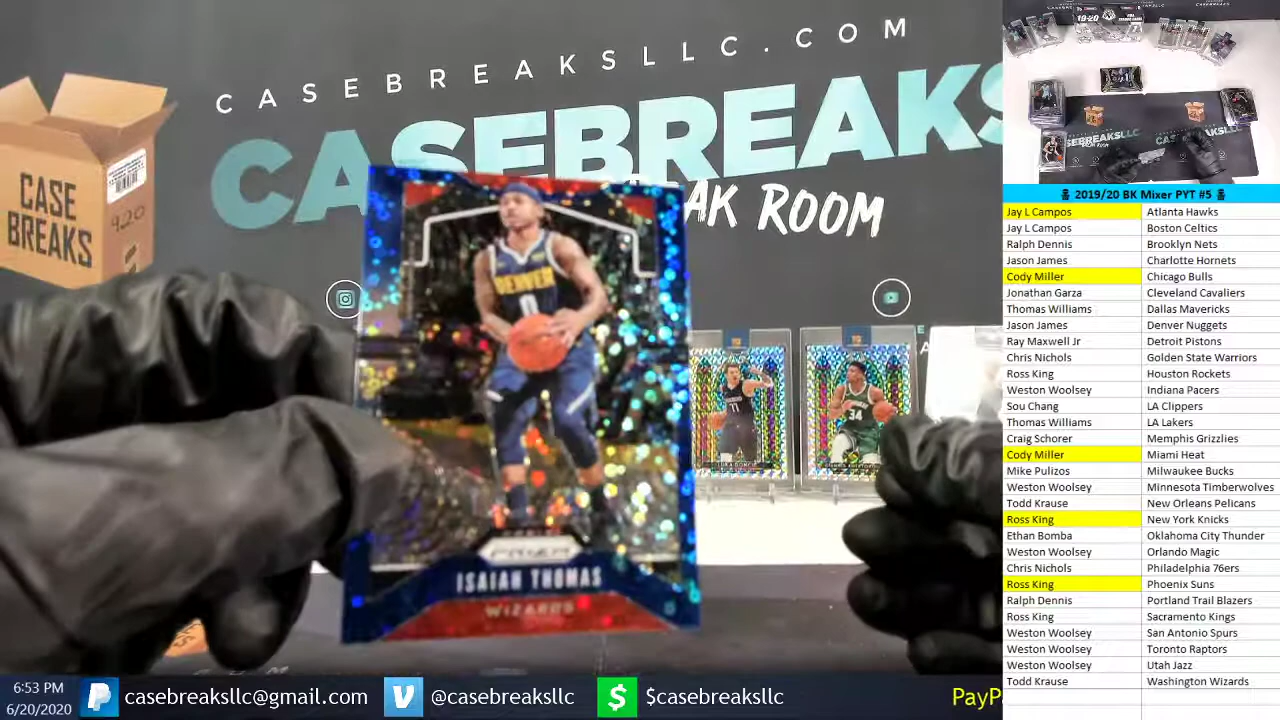 CASEBREAKSLLC.COM
CASEBREAKS
AK ROOM
CASE
BREAKS
920
DENVER
0
PRIZM
ISAIAH THOMAS
WIZARDS
11
34
2019/20 BK Mixer PYT #5
Jay L Campos Atlanta Hawks
Jay L Campos Boston Celtics
Ralph Dennis Brooklyn Nets
Jason James Charlotte Hornets
Cody Miller Chicago Bulls
Jonathan Garza Cleveland Cavaliers
Thomas Williams Dallas Mavericks
Jason James Denver Nuggets
Ray Maxwell Jr Detroit Pistons
Chris Nichols Golden State Warriors
Ross King Houston Rockets
Weston Woolsey Indiana Pacers
Sou Chang LA Clippers
Thomas Williams LA Lakers
Craig Schorer Memphis Grizzlies
Cody Miller Miami Heat
Mike Pulizos Milwaukee Bucks
Weston Woolsey Minnesota Timberwolves
Todd Krause New Orleans Pelicans
Ross King New York Knicks
Ethan Bomba Oklahoma City Thunder
Weston Woolsey Orlando Magic
Chris Nichols Philadelphia 76ers
Ross King Phoenix Suns
Ralph Dennis Portland Trail Blazers
Ross King Sacramento Kings
Weston Woolsey San Antonio Spurs
Weston Woolsey Toronto Raptors
Weston Woolsey Utah Jazz
Todd Krause Washington Wizards
6:53 PM
6/20/2020
casebreaksllc@gmail.com
@casebreaksllc
$casebreaksllc
PayP